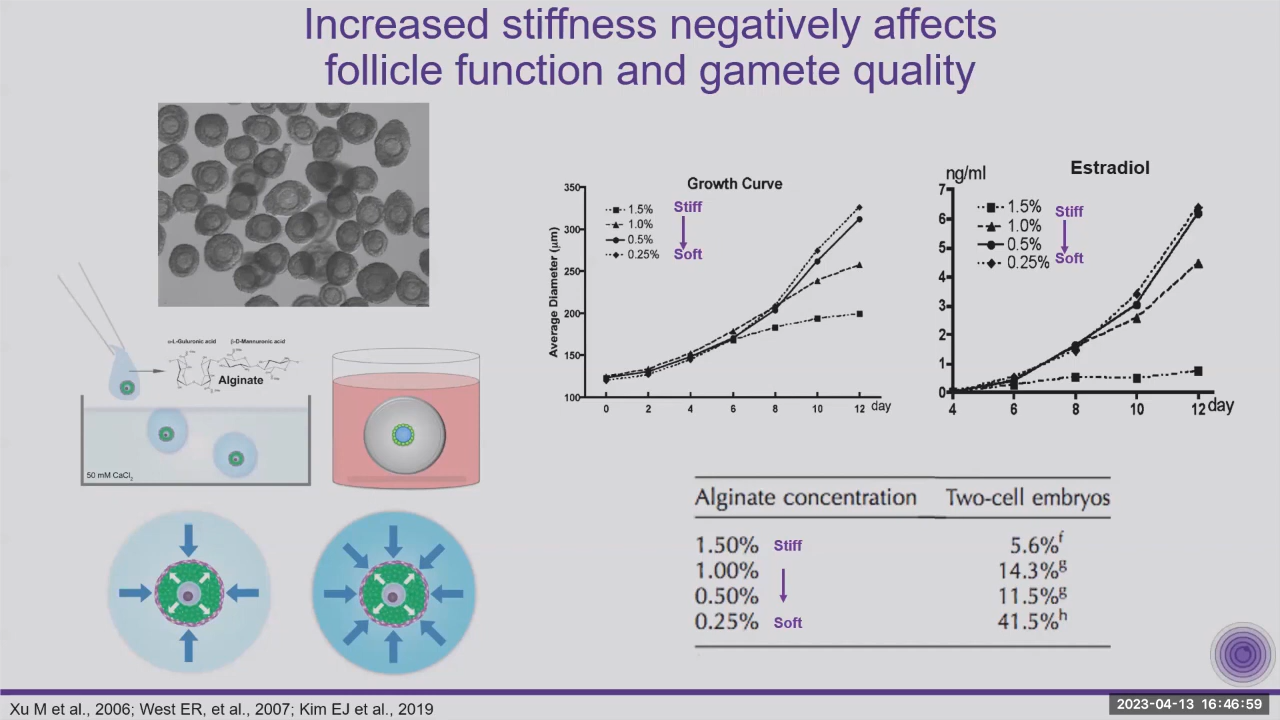 Increased stiffness negatively affects
follicle function and gamete quality
α-L-Guluronic acid β-D-Mannuronic acid
Alginate
50 mM CaCl2
Growth Curve
Average Diameter (μm)
350
300
250
200
150
100
1.5%
1.0%
0.5%
0.25%
Stiff
Soft
0 2 4 6 8 10 12 day
Estradiol
ng/ml
7
6
5
4
3
2
1
0
1.5%
1.0%
0.5%
0.25%
Stiff
Soft
4 6 8 10 12 day
Alginate concentration Two-cell embryos
1.50% Stiff 5.6%f
1.00% 14.3%g
0.50% 11.5%g
0.25% Soft 41.5%h
Xu M et al., 2006; West ER, et al., 2007; Kim EJ et al., 2019
2023-04-13 16:46:59